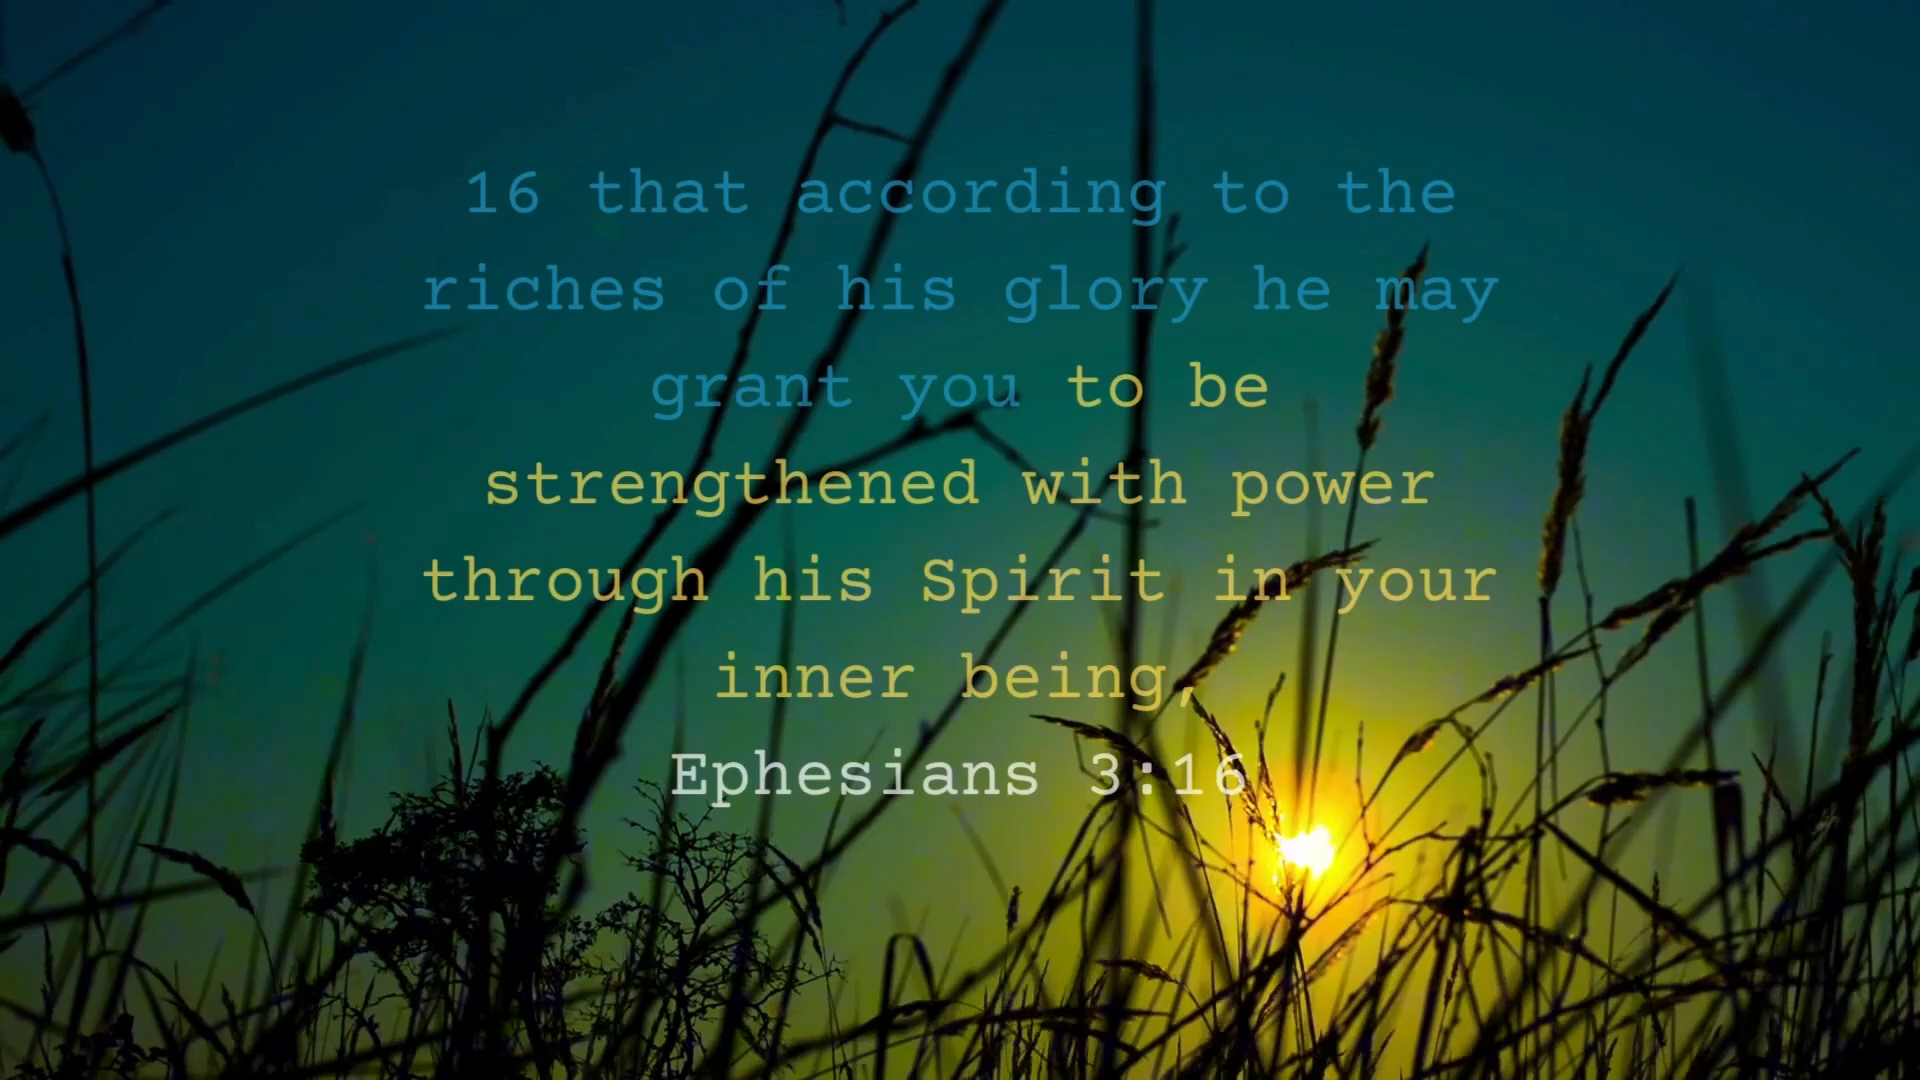 16 that according to the
riches of his glory he may
grant you to be
strengthened with power
through his Spirit in your
inner being,
Ephesians 3:16